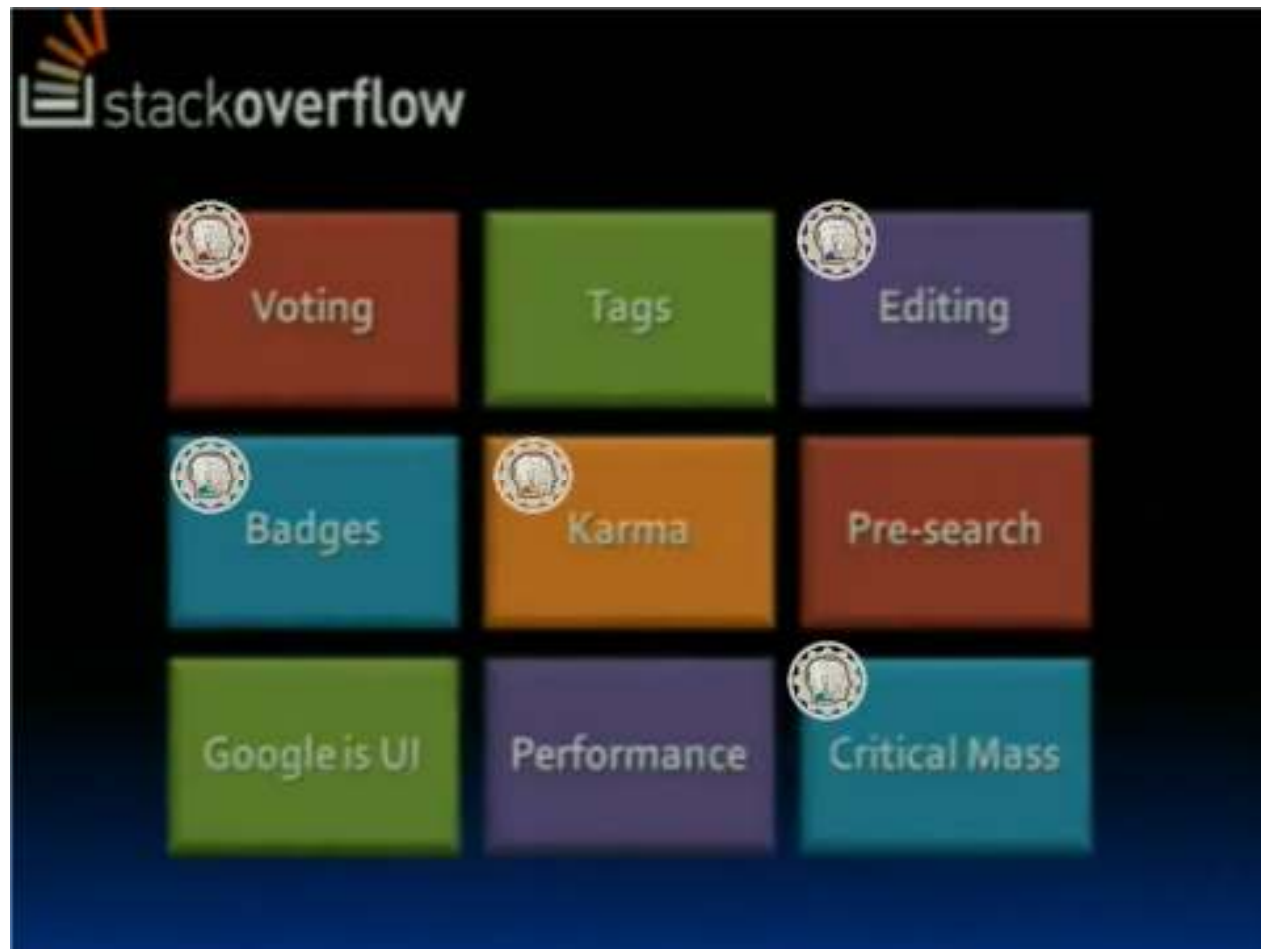 stackoverflow
Voting
Tags
Editing
Badges
Karma
Pre-search
Google is UI
Performance
Critical Mass